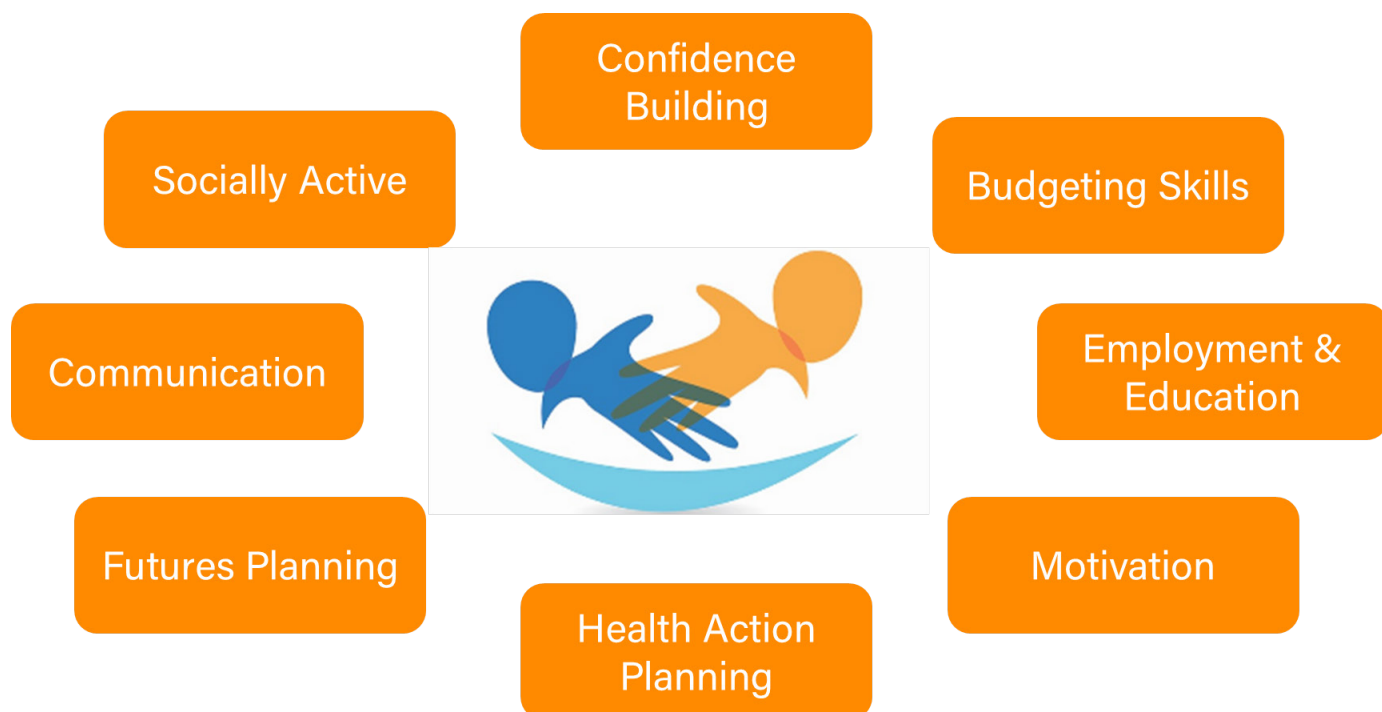 Confidence
Building
Socially Active
Budgeting Skills
Communication
Employment &
Education
Futures Planning
Motivation
Health Action
Planning